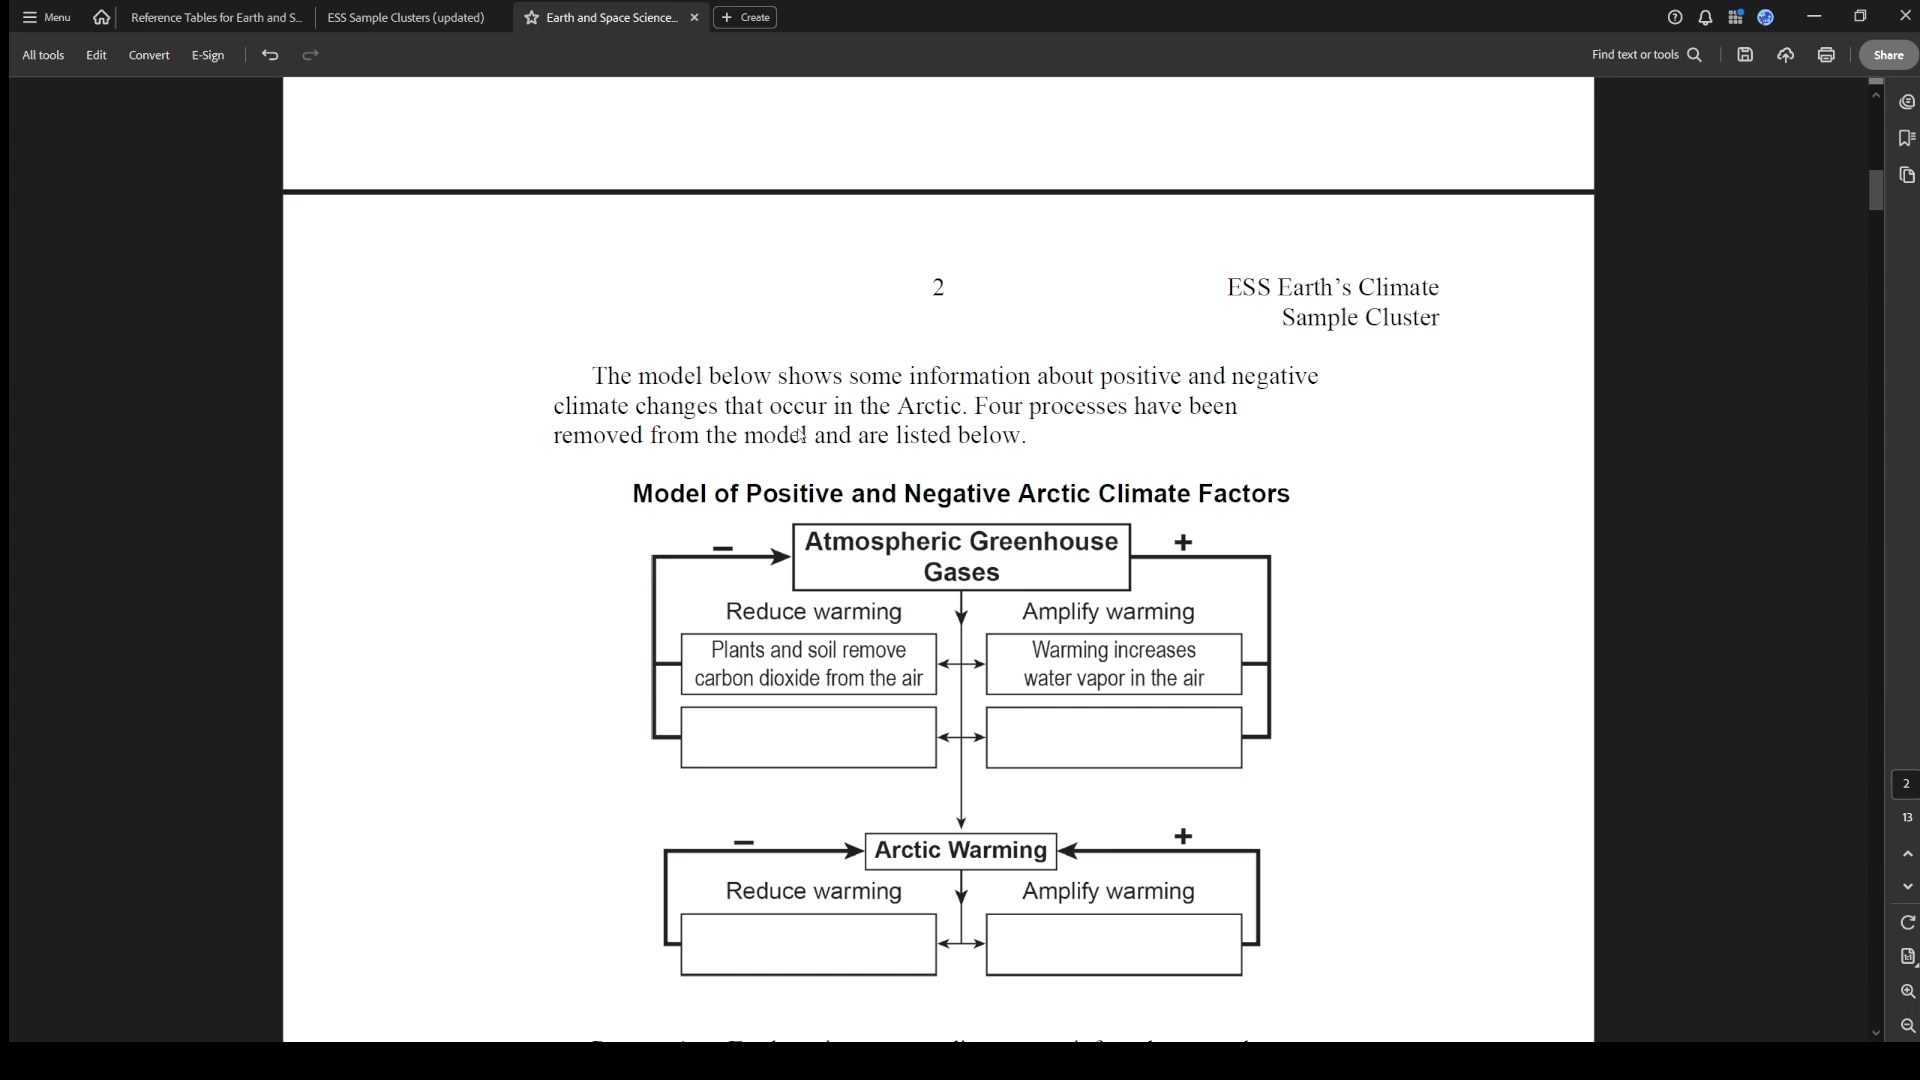 Menu
Reference Tables for Earth and S...
ESS Sample Clusters (updated)
Earth and Space Science...
Create
All tools
Edit
Convert
E-Sign
Find text or tools
Share
2
ESS Earth's Climate
Sample Cluster
The model below shows some information about positive and negative
climate changes that occur in the Arctic. Four processes have been
removed from the model and are listed below.
Model of Positive and Negative Arctic Climate Factors
–
Atmospheric Greenhouse
Gases
+
Reduce warming
Amplify warming
Plants and soil remove
carbon dioxide from the air
Warming increases
water vapor in the air
–
Arctic Warming
+
Reduce warming
Amplify warming
2
13